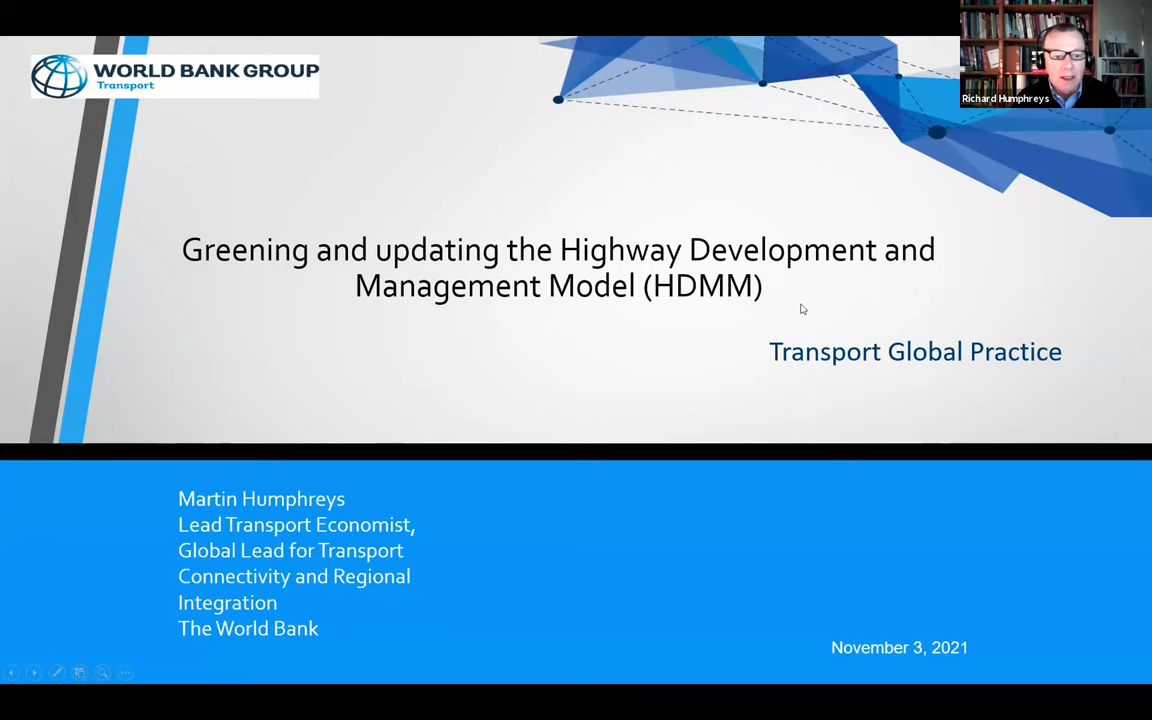 WORLD BANK GROUP
Transport
Richard Humphreys
Greening and updating the Highway Development and
Management Model (HDMM)
Transport Global Practice
Martin Humphreys
Lead Transport Economist,
Global Lead for Transport
Connectivity and Regional
Integration
The World Bank
November 3, 2021